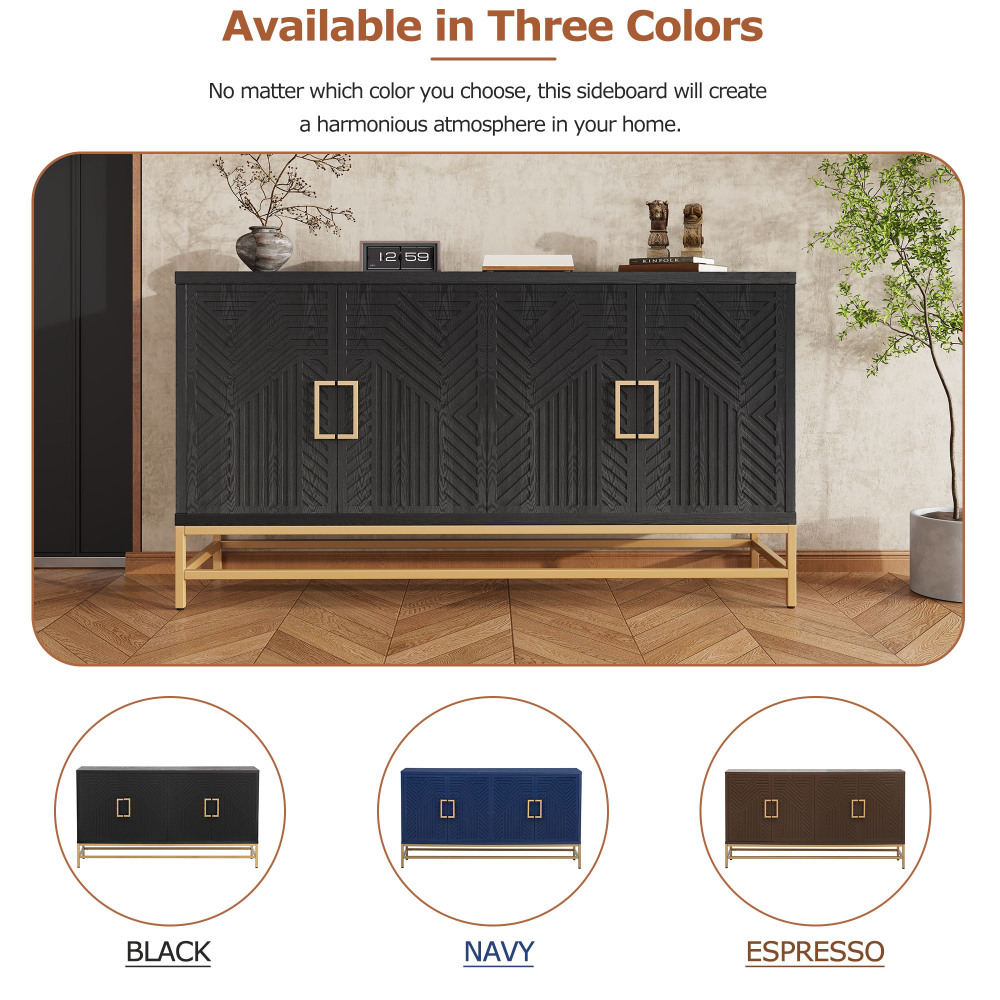 Available in Three Colors
No matter which color you choose, this sideboard will create
a harmonious atmosphere in your home.
12 59
KINFOLK
BLACK
NAVY
ESPRESSO